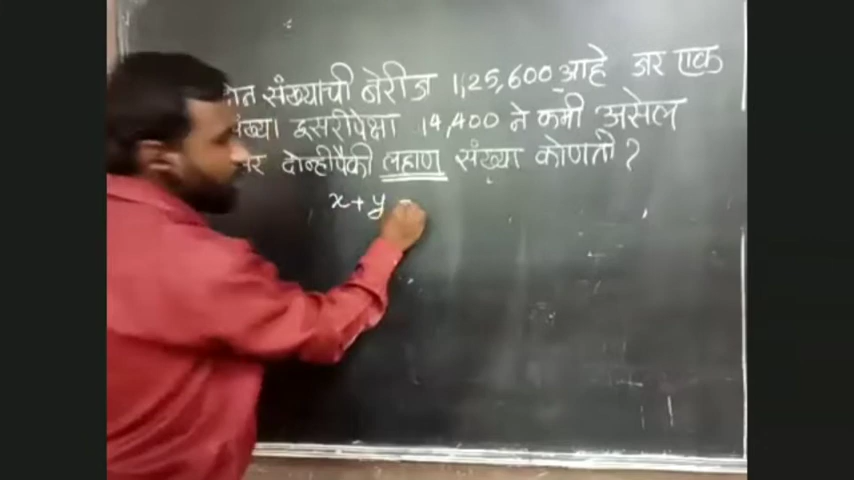 संख्याची बेरीज 1,25,600 आहे जर एक
दुसरीपेक्षा 14,400 ने कमी असेल
दोन्हीपैकी लहाण संख्या कोणती?
x+y